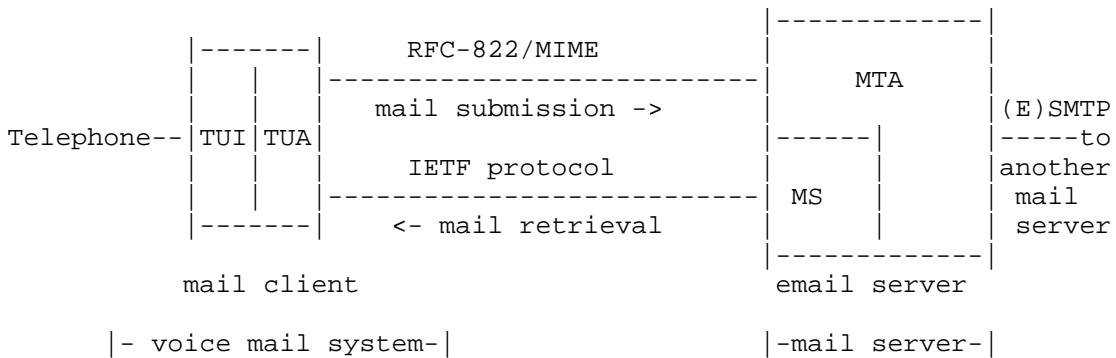 |-------------|
           |-------|     RFC-822/MIME          |             |
           |   |   |---------------------------|     MTA     |
           |   |   |   mail submission ->      |             |(E)SMTP
Telephone--|TUI|TUA|                           |------|      |-----to
           |   |   |     IETF protocol         |      |      |another
           |   |   |---------------------------| MS   |      | mail
           |-------|    <- mail retrieval      |      |      | server
                                               |-------------|
           mail client                         email server
      |- voice mail system-|                   |-mail server-|